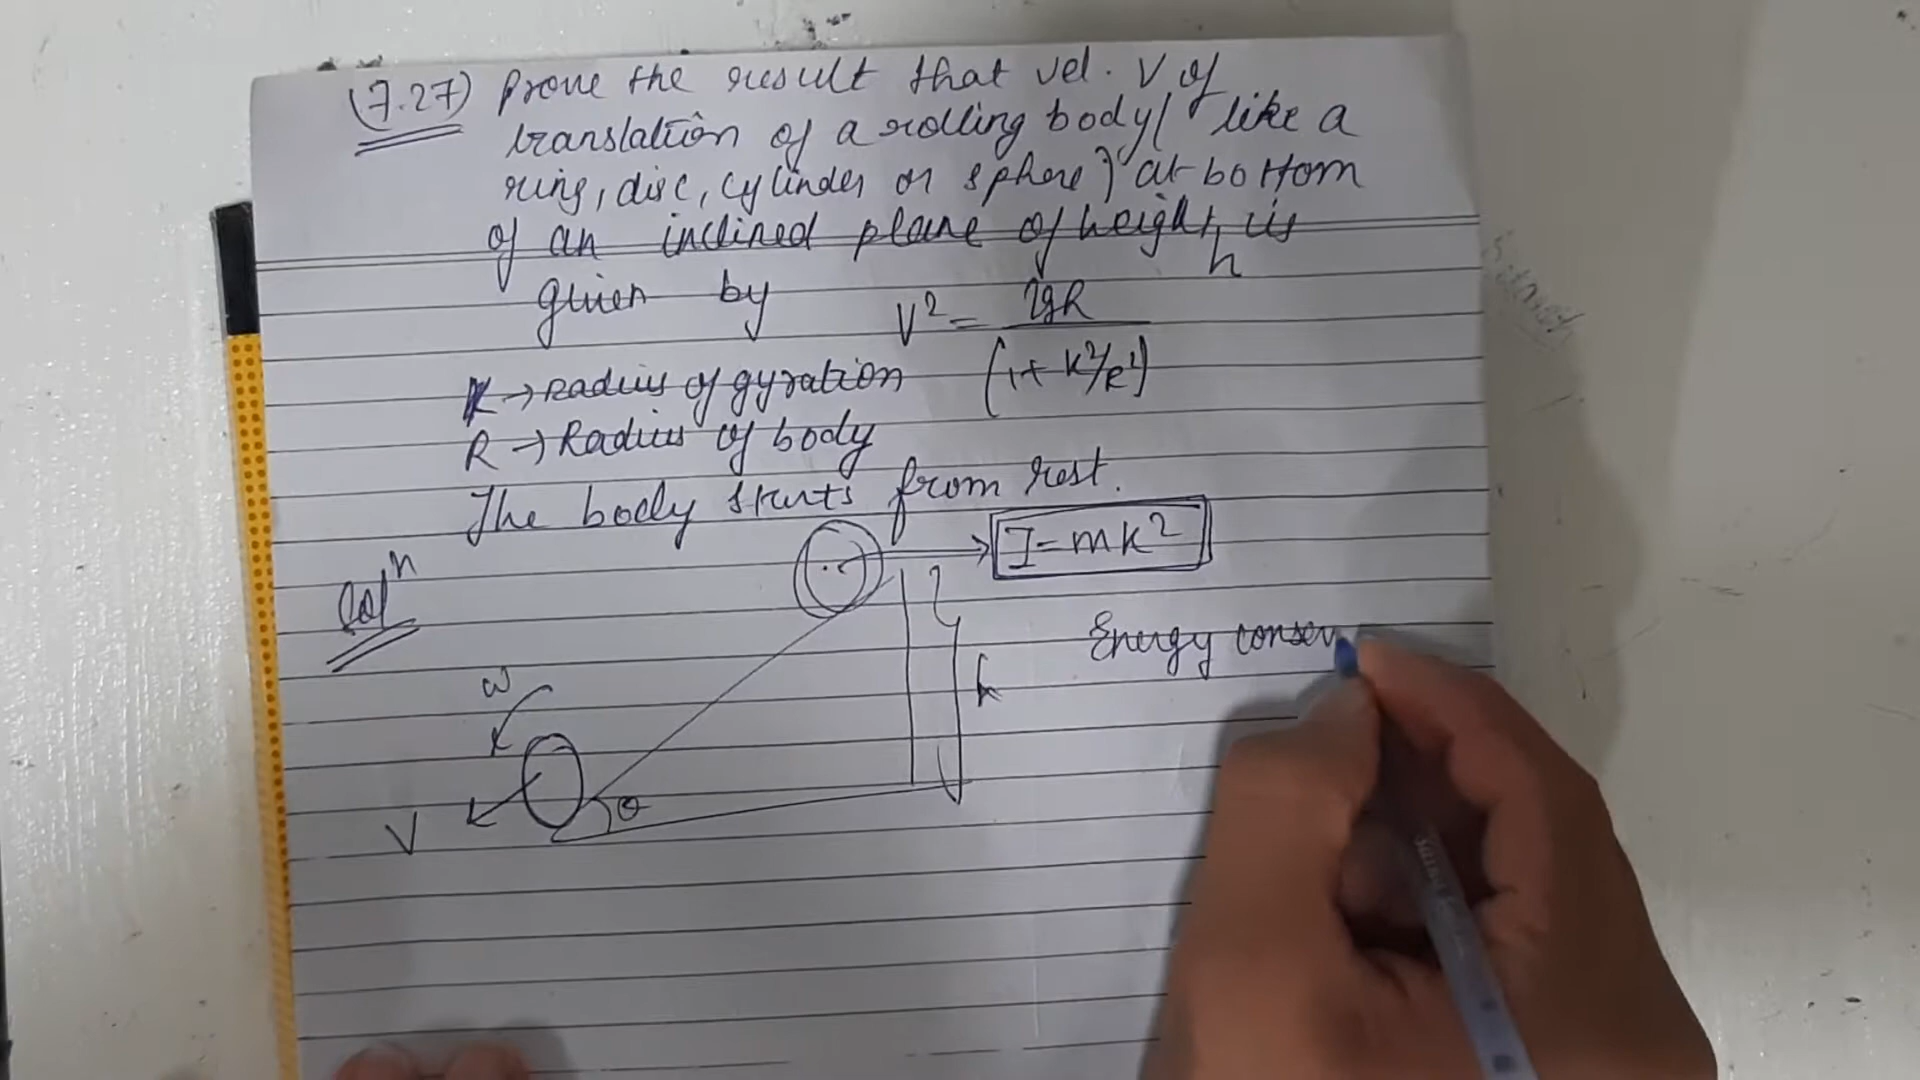 (7.27) Prove the result that vel. V of
translation of a rolling body( like a
ring, disc, cylinder or sphere) at bottom
of an inclined plane of height h is
given by V² = 2gh / (1 + K²/R²)
K → radius of gyration
R → Radius of body
The body starts from rest.
Solⁿ
I = mK²
Energy conserv
h
ω
θ
V